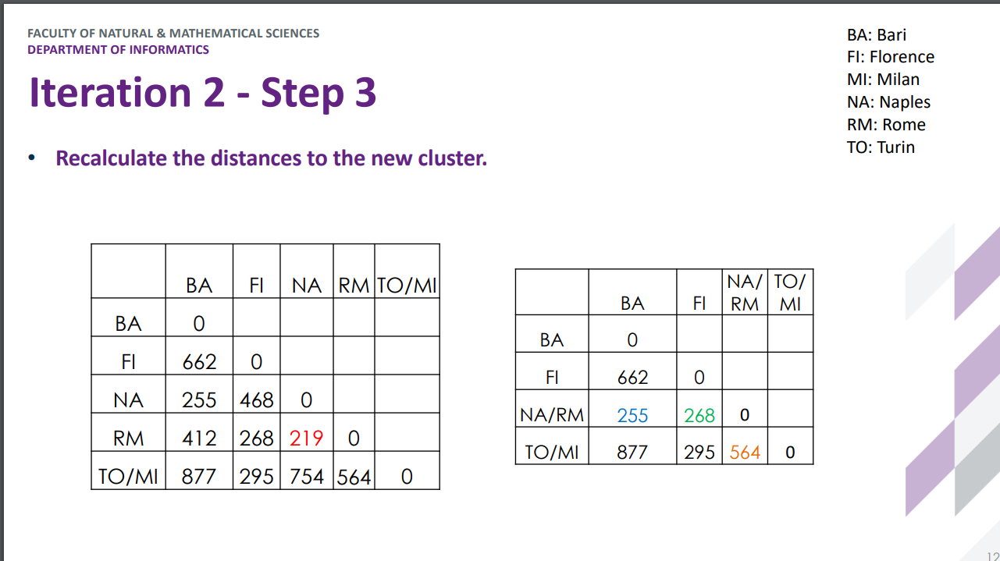 FACULTY OF NATURAL & MATHEMATICAL SCIENCES
DEPARTMENT OF INFORMATICS
Iteration 2 - Step 3
BA: Bari
FI: Florence
MI: Milan
NA: Naples
RM: Rome
TO: Turin
• Recalculate the distances to the new cluster.
BA FI NA RM TO/MI
BA 0
FI 662 0
NA 255 468 0
RM 412 268 219 0
TO/MI 877 295 754 564 0
BA FI NA/RM TO/MI
BA 0
FI 662 0
NA/RM 255 268 0
TO/MI 877 295 564 0
12